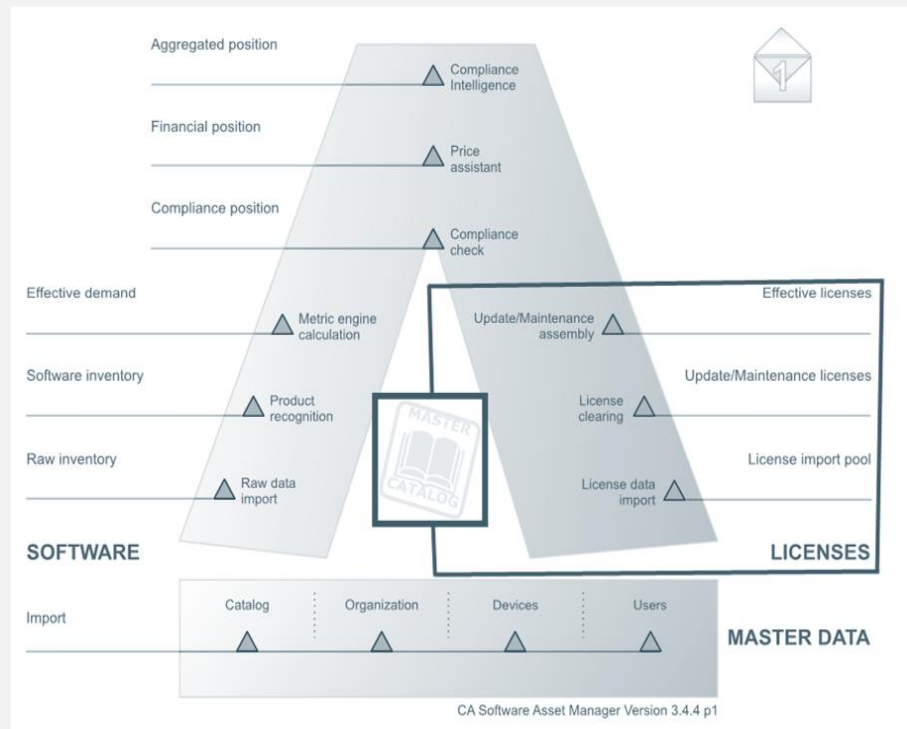 Aggregated position
Compliance
Intelligence
1
Financial position
Price
assistant
Compliance position
Compliance
check
Effective demand
Metric engine
calculation
Update/Maintenance
assembly
Effective licenses
Software inventory
Product
recognition
License
clearing
Update/Maintenance licenses
MASTER
CATALOG
Raw inventory
Raw data
import
License data
import
License import pool
SOFTWARE
LICENSES
Import
Catalog
Organization
Devices
Users
MASTER DATA
CA Software Asset Manager Version 3.4.4 p1